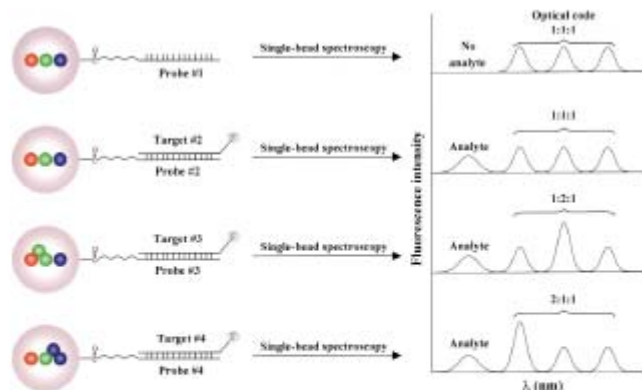 Optical code
1:1:1
No
analyte
Single-bead spectroscopy
Probe #1
1:1:1
Analyte
Target #2
Single-bead spectroscopy
Probe #2
Fluorescence intensity
1:2:1
Analyte
Target #3
Single-bead spectroscopy
Probe #3
2:1:1
Analyte
Target #4
Single-bead spectroscopy
Probe #4
λ (nm)